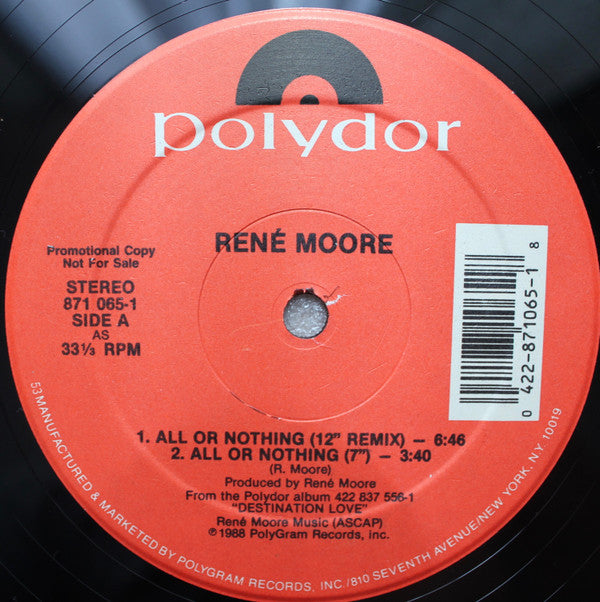 polydor
RENÉ MOORE
Promotional Copy
Not For Sale
STEREO
871 065-1
SIDE A
AS
33⅓ RPM
0 422-871065-1 8
1. ALL OR NOTHING (12” REMIX) – 6:46
2. ALL OR NOTHING (7”) – 3:40
(R. Moore)
Produced by René Moore
From the Polydor album 422 837 556-1
“DESTINATION LOVE”
René Moore Music (ASCAP)
℗1988 PolyGram Records, Inc.
53 MANUFACTURED & MARKETED BY POLYGRAM RECORDS, INC./810 SEVENTH AVENUE/NEW YORK, N.Y. 10019